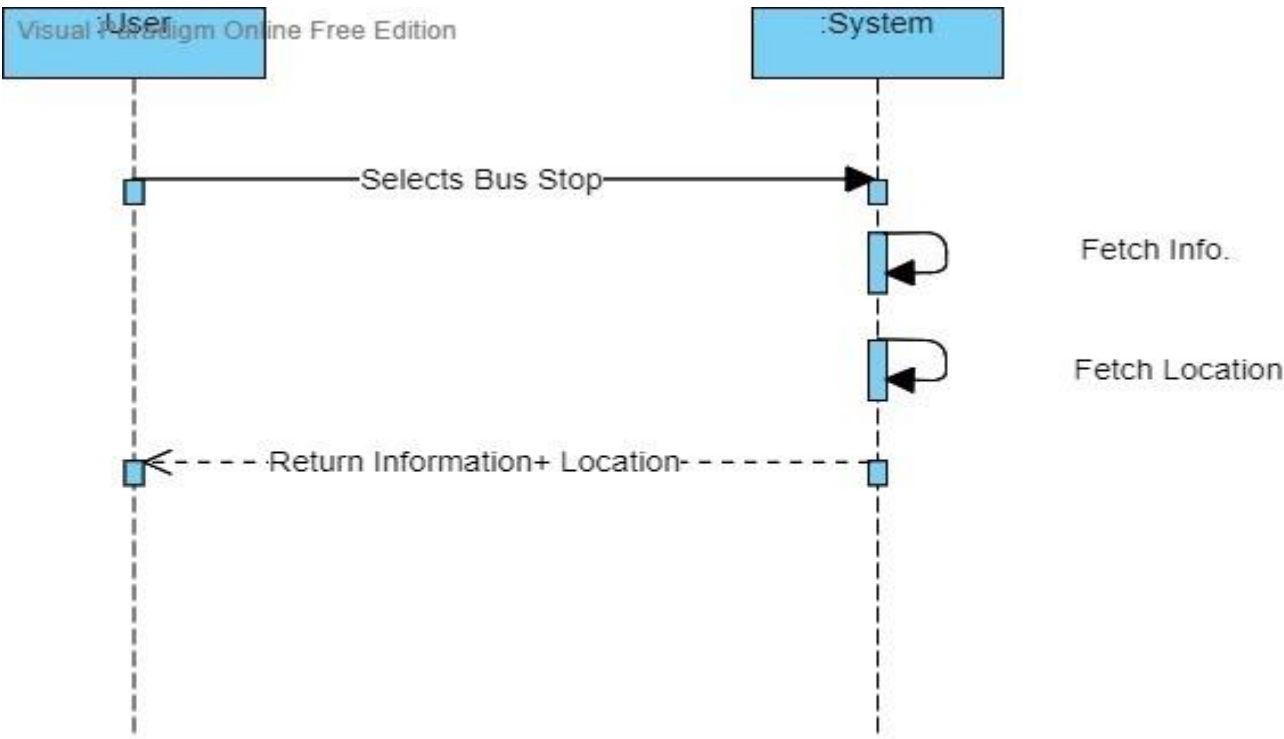 :User
Visual Paradigm Online Free Edition
:System
Selects Bus Stop
Fetch Info.
Fetch Location
Return Information+ Location